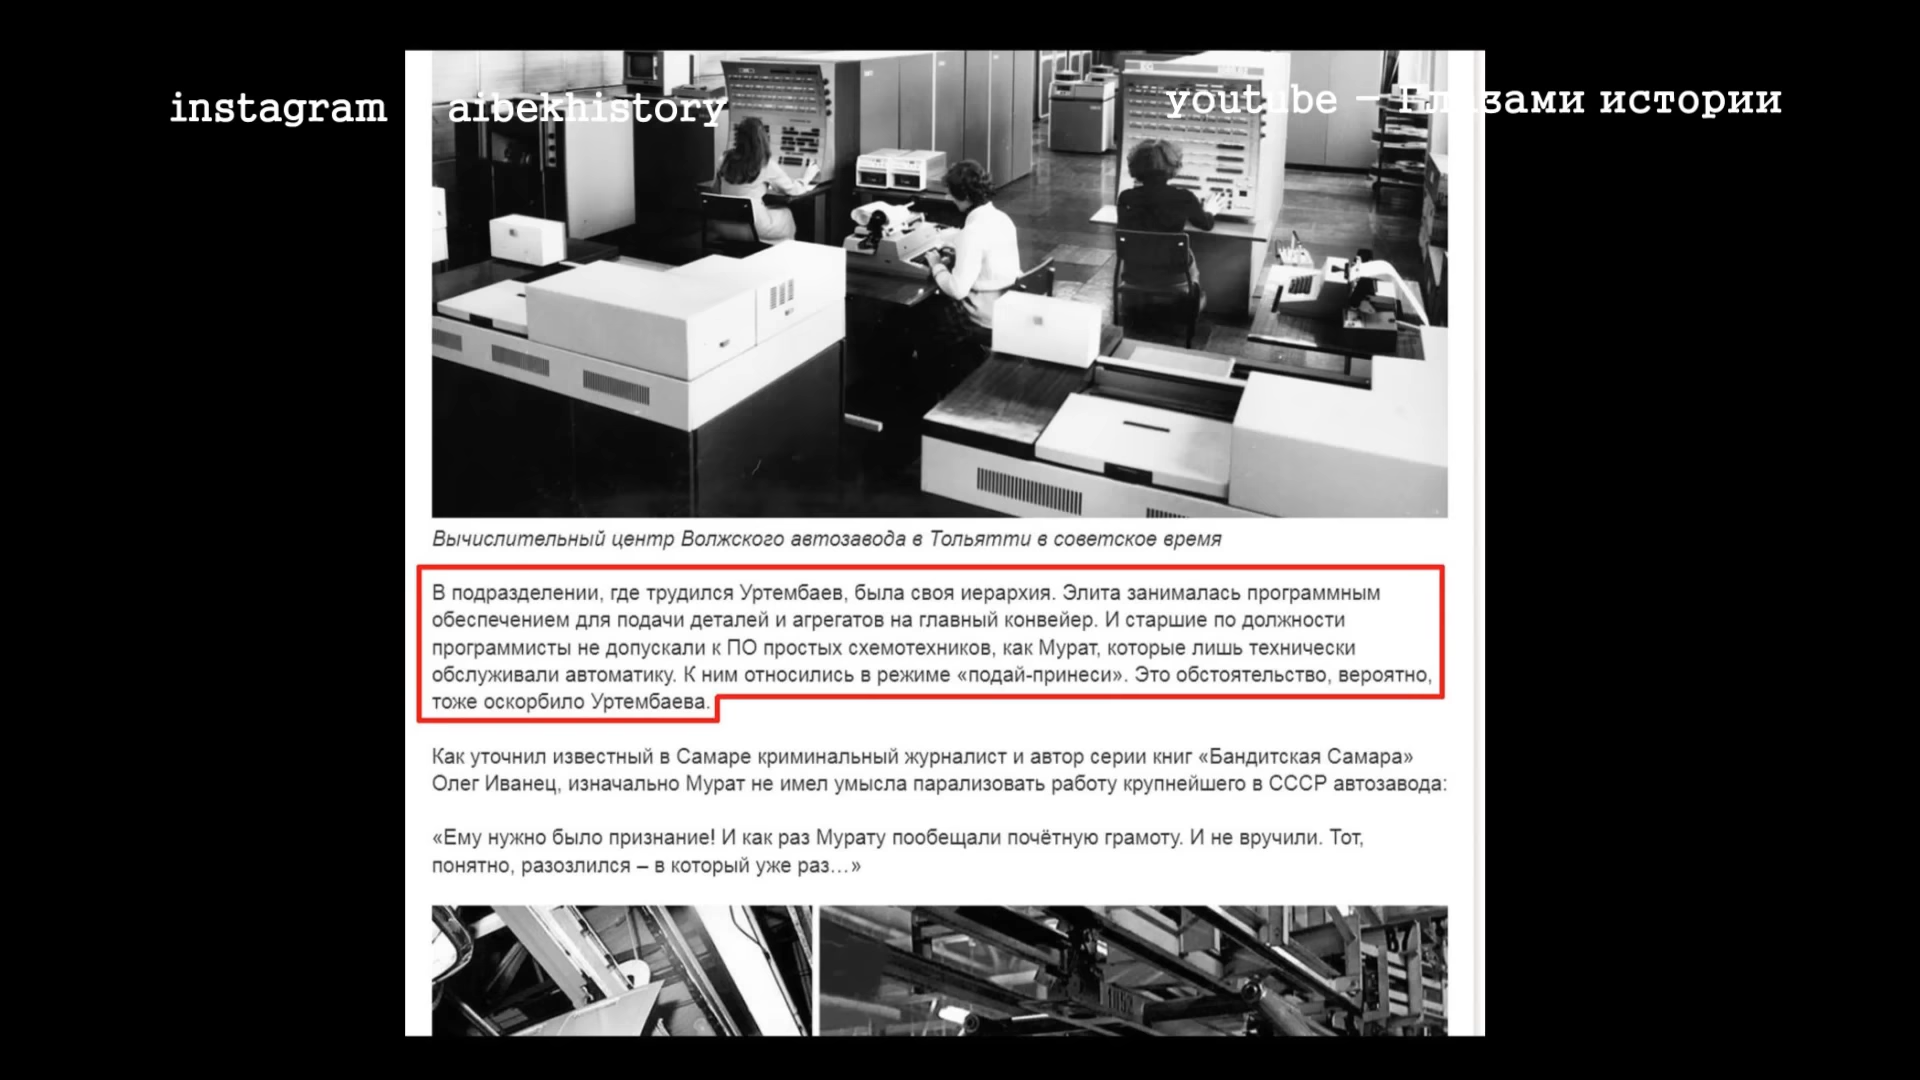 instagram aibekhistory
youtube – Глазами истории
Вычислительный центр Волжского автозавода в Тольятти в советское время
В подразделении, где трудился Уртембаев, была своя иерархия. Элита занималась программным
обеспечением для подачи деталей и агрегатов на главный конвейер. И старшие по должности
программисты не допускали к ПО простых схемотехников, как Мурат, которые лишь технически
обслуживали автоматику. К ним относились в режиме «подай-принеси». Это обстоятельство, вероятно,
тоже оскорбило Уртембаева.
Как уточнил известный в Самаре криминальный журналист и автор серии книг «Бандитская Самара»
Олег Иванец, изначально Мурат не имел умысла парализовать работу крупнейшего в СССР автозавода:
«Ему нужно было признание! И как раз Мурату пообещали почётную грамоту. И не вручили. Тот,
понятно, разозлился – в который уже раз…»